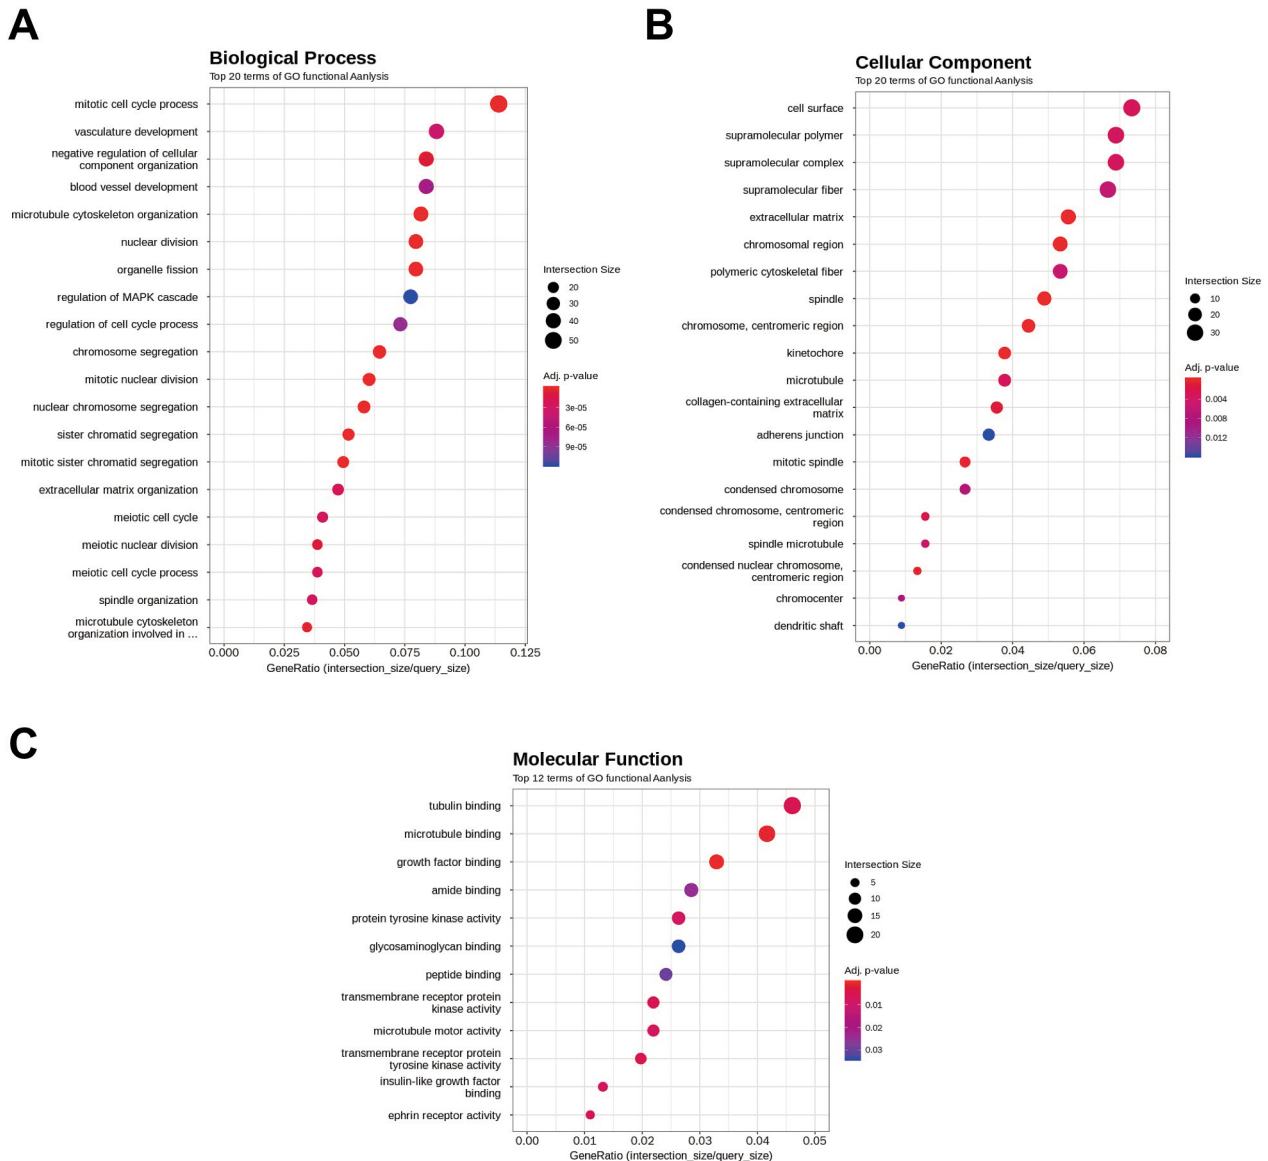 A
Biological Process
Top 20 terms of GO functional Aanlysis
mitotic cell cycle process
vasculature development
negative regulation of cellular
component organization
blood vessel development
microtubule cytoskeleton organization
nuclear division
organelle fission
regulation of MAPK cascade
regulation of cell cycle process
chromosome segregation
mitotic nuclear division
nuclear chromosome segregation
sister chromatid segregation
mitotic sister chromatid segregation
extracellular matrix organization
meiotic cell cycle
meiotic nuclear division
meiotic cell cycle process
spindle organization
microtubule cytoskeleton
organization involved in ...
0.000 0.025 0.050 0.075 0.100 0.125
GeneRatio (intersection_size/query_size)
Intersection Size
20
30
40
50
Adj. p-value
3e-05
6e-05
9e-05
B
Cellular Component
Top 20 terms of GO functional Aanlysis
cell surface
supramolecular polymer
supramolecular complex
supramolecular fiber
extracellular matrix
chromosomal region
polymeric cytoskeletal fiber
spindle
chromosome, centromeric region
kinetochore
microtubule
collagen-containing extracellular
matrix
adherens junction
mitotic spindle
condensed chromosome
condensed chromosome, centromeric
region
spindle microtubule
condensed nuclear chromosome,
centromeric region
chromocenter
dendritic shaft
0.00 0.02 0.04 0.06 0.08
GeneRatio (intersection_size/query_size)
Intersection Size
10
20
30
Adj. p-value
0.004
0.008
0.012
C
Molecular Function
Top 12 terms of GO functional Aanlysis
tubulin binding
microtubule binding
growth factor binding
amide binding
protein tyrosine kinase activity
glycosaminoglycan binding
peptide binding
transmembrane receptor protein
kinase activity
microtubule motor activity
transmembrane receptor protein
tyrosine kinase activity
insulin-like growth factor
binding
ephrin receptor activity
0.00 0.01 0.02 0.03 0.04 0.05
GeneRatio (intersection_size/query_size)
Intersection Size
5
10
15
20
Adj. p-value
0.01
0.02
0.03